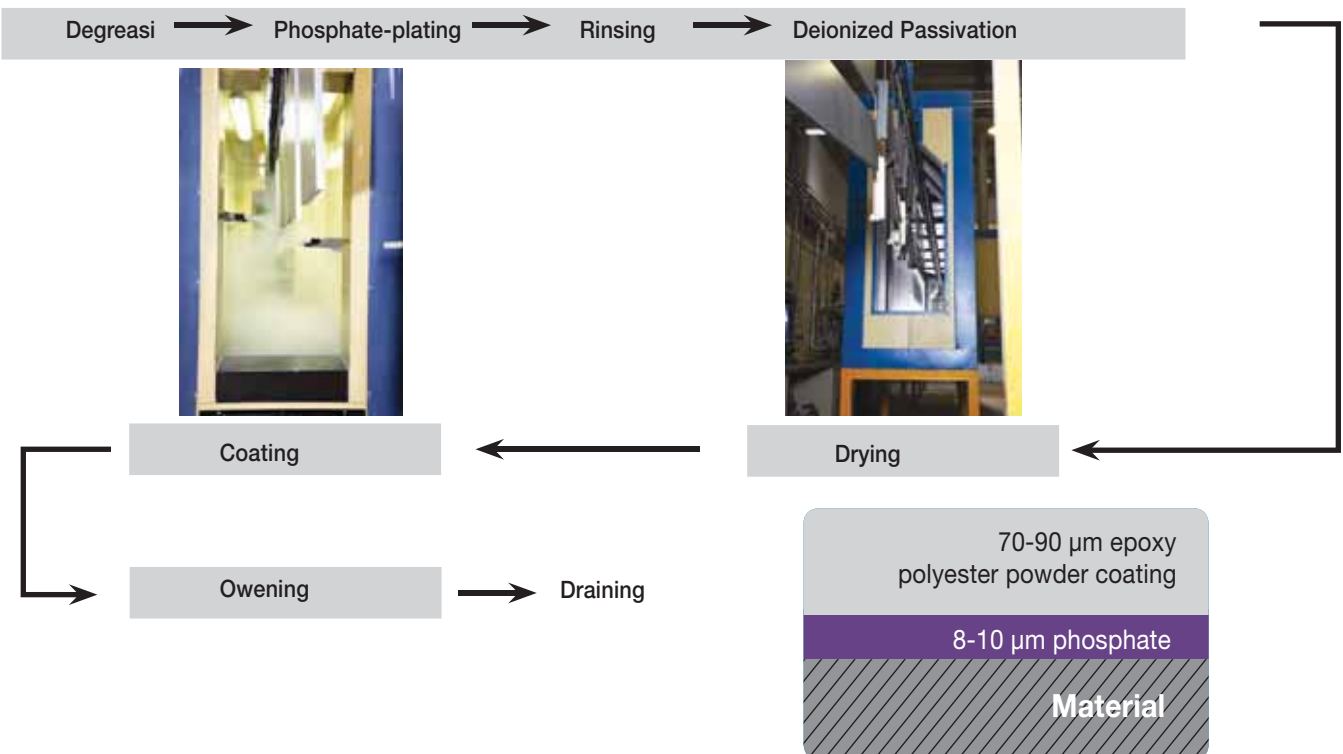 Degreasi Phosphate-plating Rinsing Deionized Passivation
Coating
Drying
Owening
Draining
70-90 µm epoxy
polyester powder coating
8-10 µm phosphate
Material